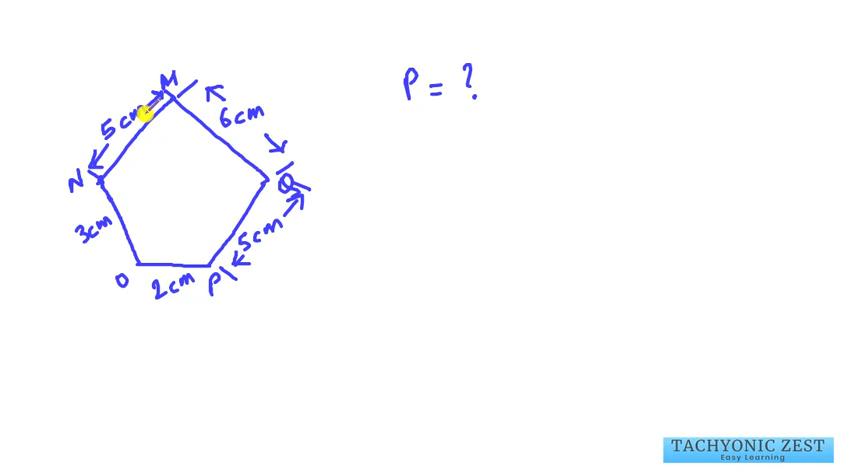 M
P = ?
5cm
6cm
N
Q
3cm
5cm
O
2cm
P
TACHYONIC ZEST
Easy Learning